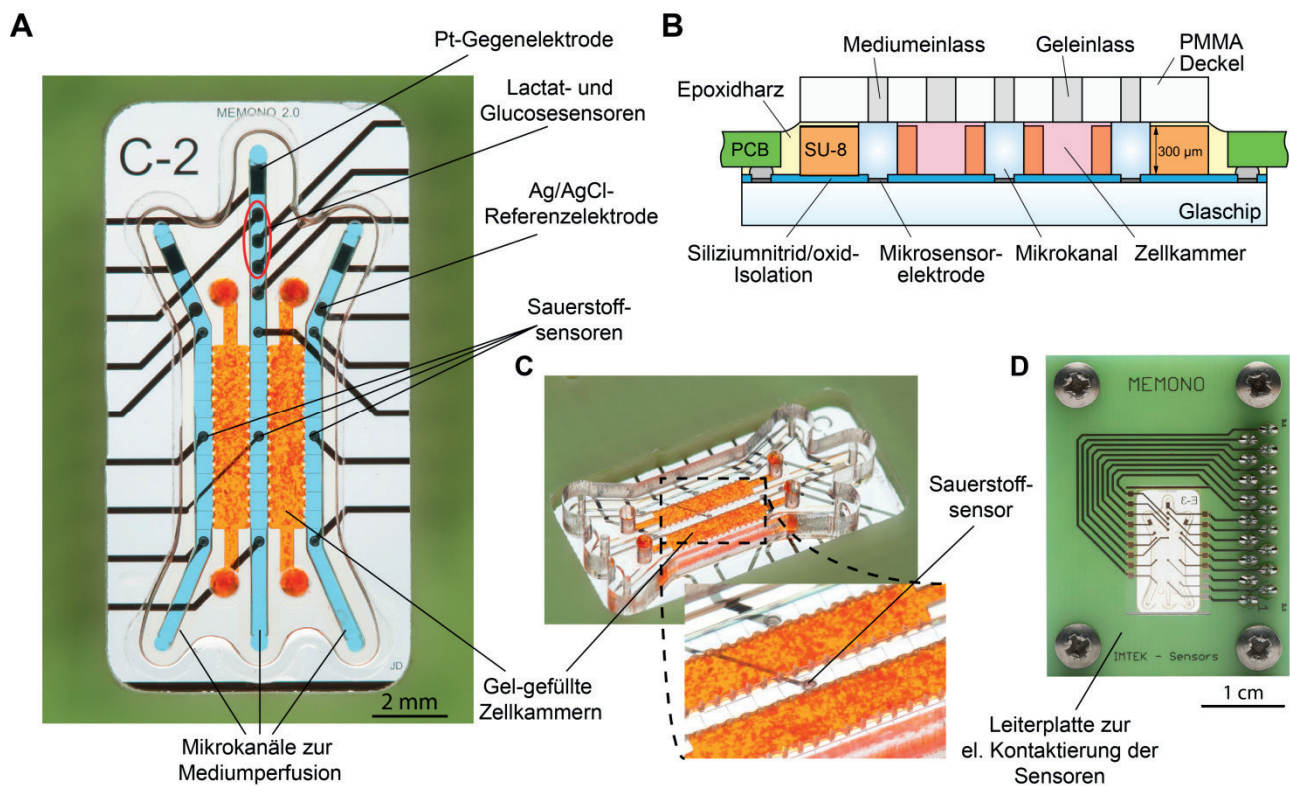 A
Pt-Gegenelektrode
Lactat- und
Glucosesensoren
Ag/AgCl-
Referenzelektrode
Sauerstoff-
sensoren
MEMONO 2.0
C-2
JD
2 mm
Gel-gefüllte
Zellkammern
Mikrokanäle zur
Mediumperfusion
B
Mediumeinlass
Geleinlass
PMMA
Deckel
Epoxidharz
PCB
SU-8
300 µm
Glaschip
Siliziumnitrid/oxid-
Isolation
Mikrosensor-
elektrode
Mikrokanal
Zellkammer
C
Sauerstoff-
sensor
D
MEMONO
E-3
1
IMTEK - Sensors
1 cm
Leiterplatte zur
el. Kontaktierung der
Sensoren